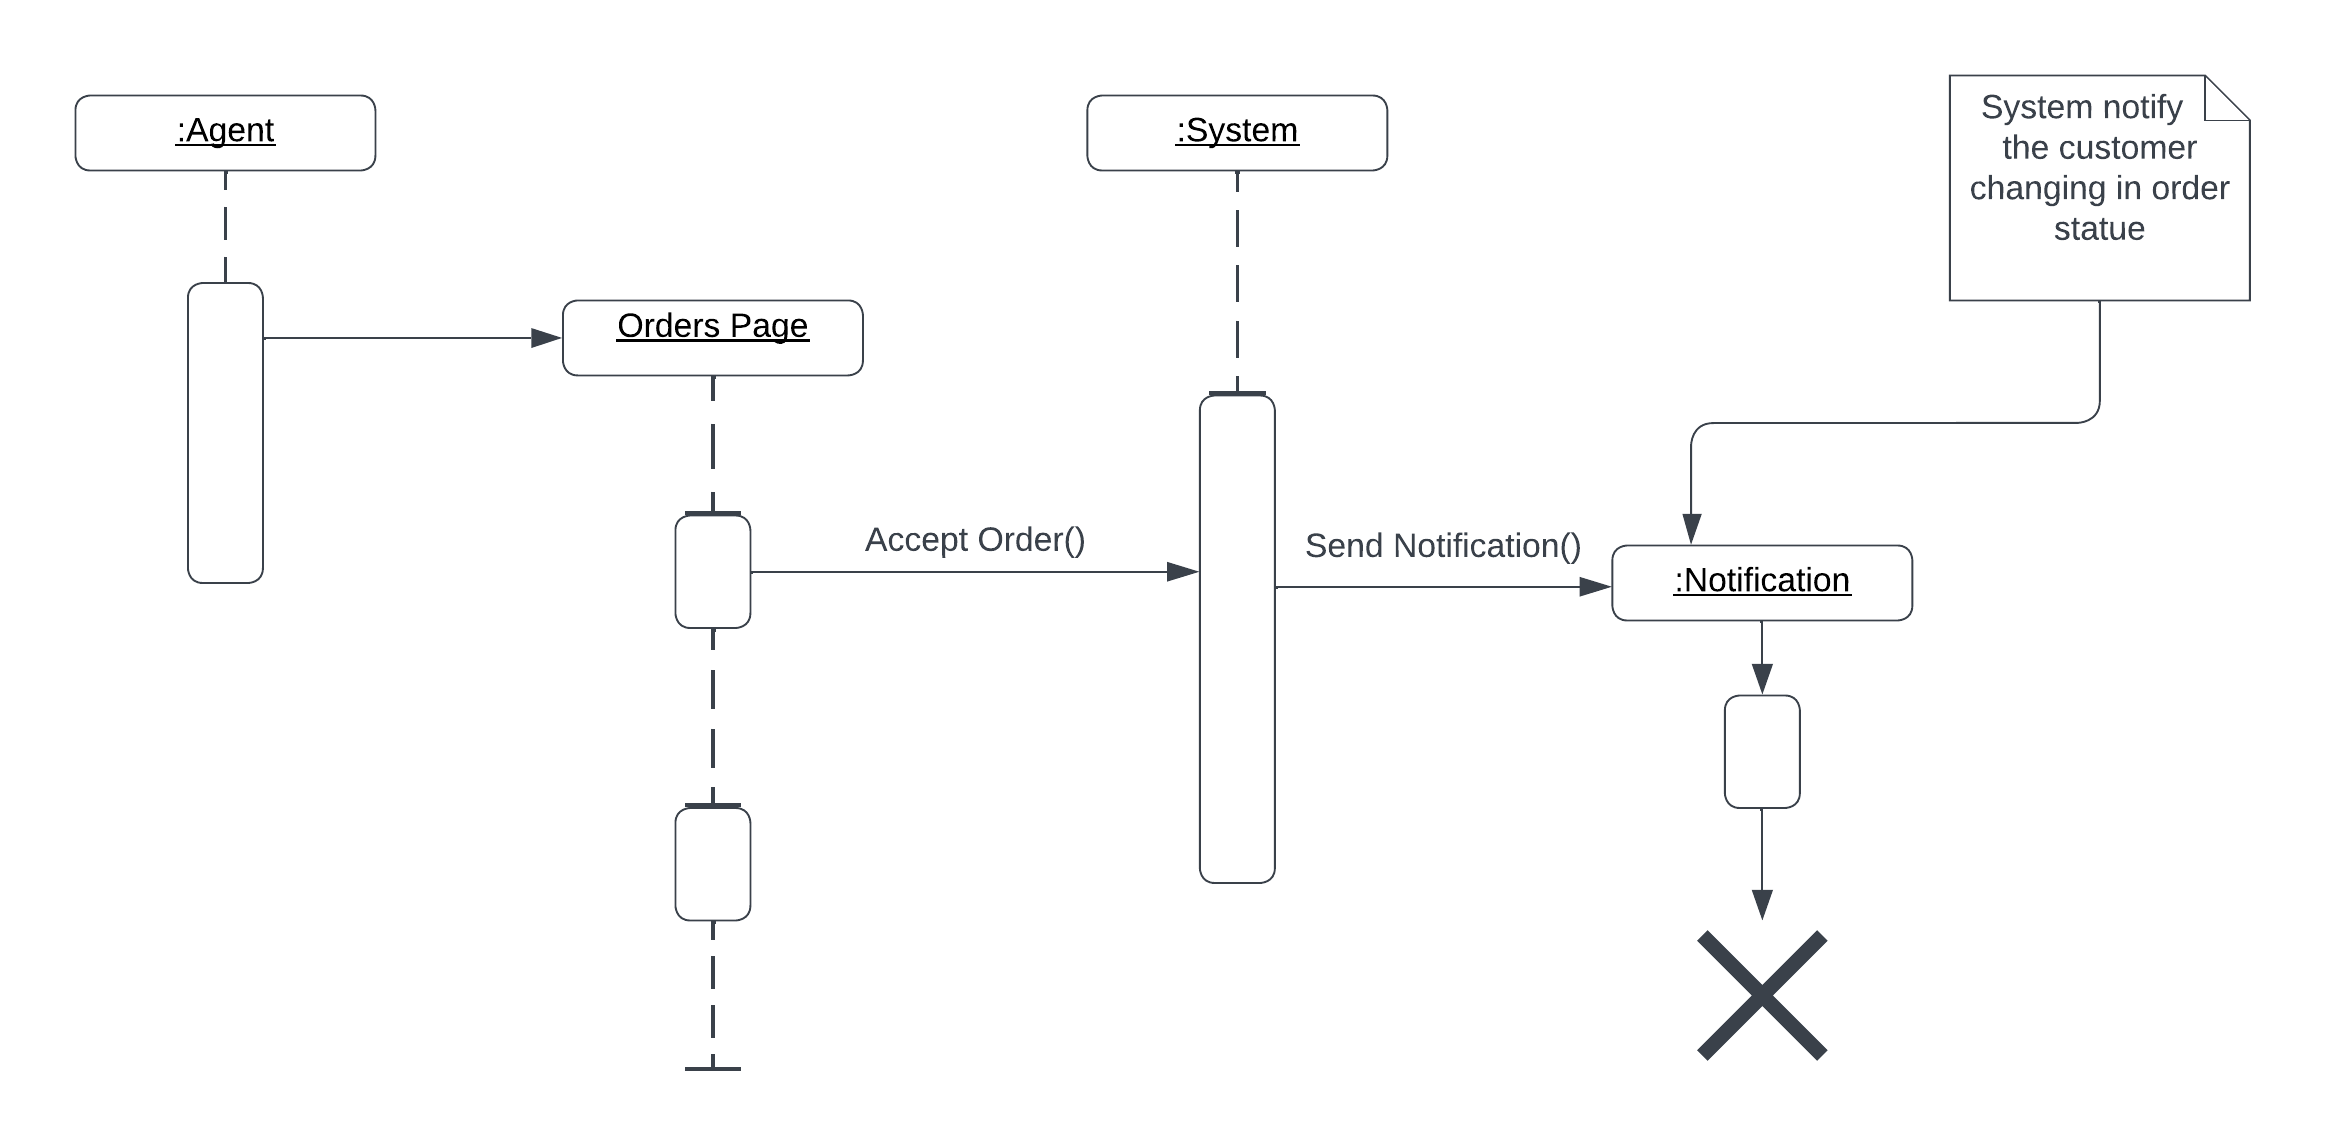 :Agent
:System
System notify
the customer
changing in order
statue
Orders Page
Accept Order()
Send Notification()
:Notification